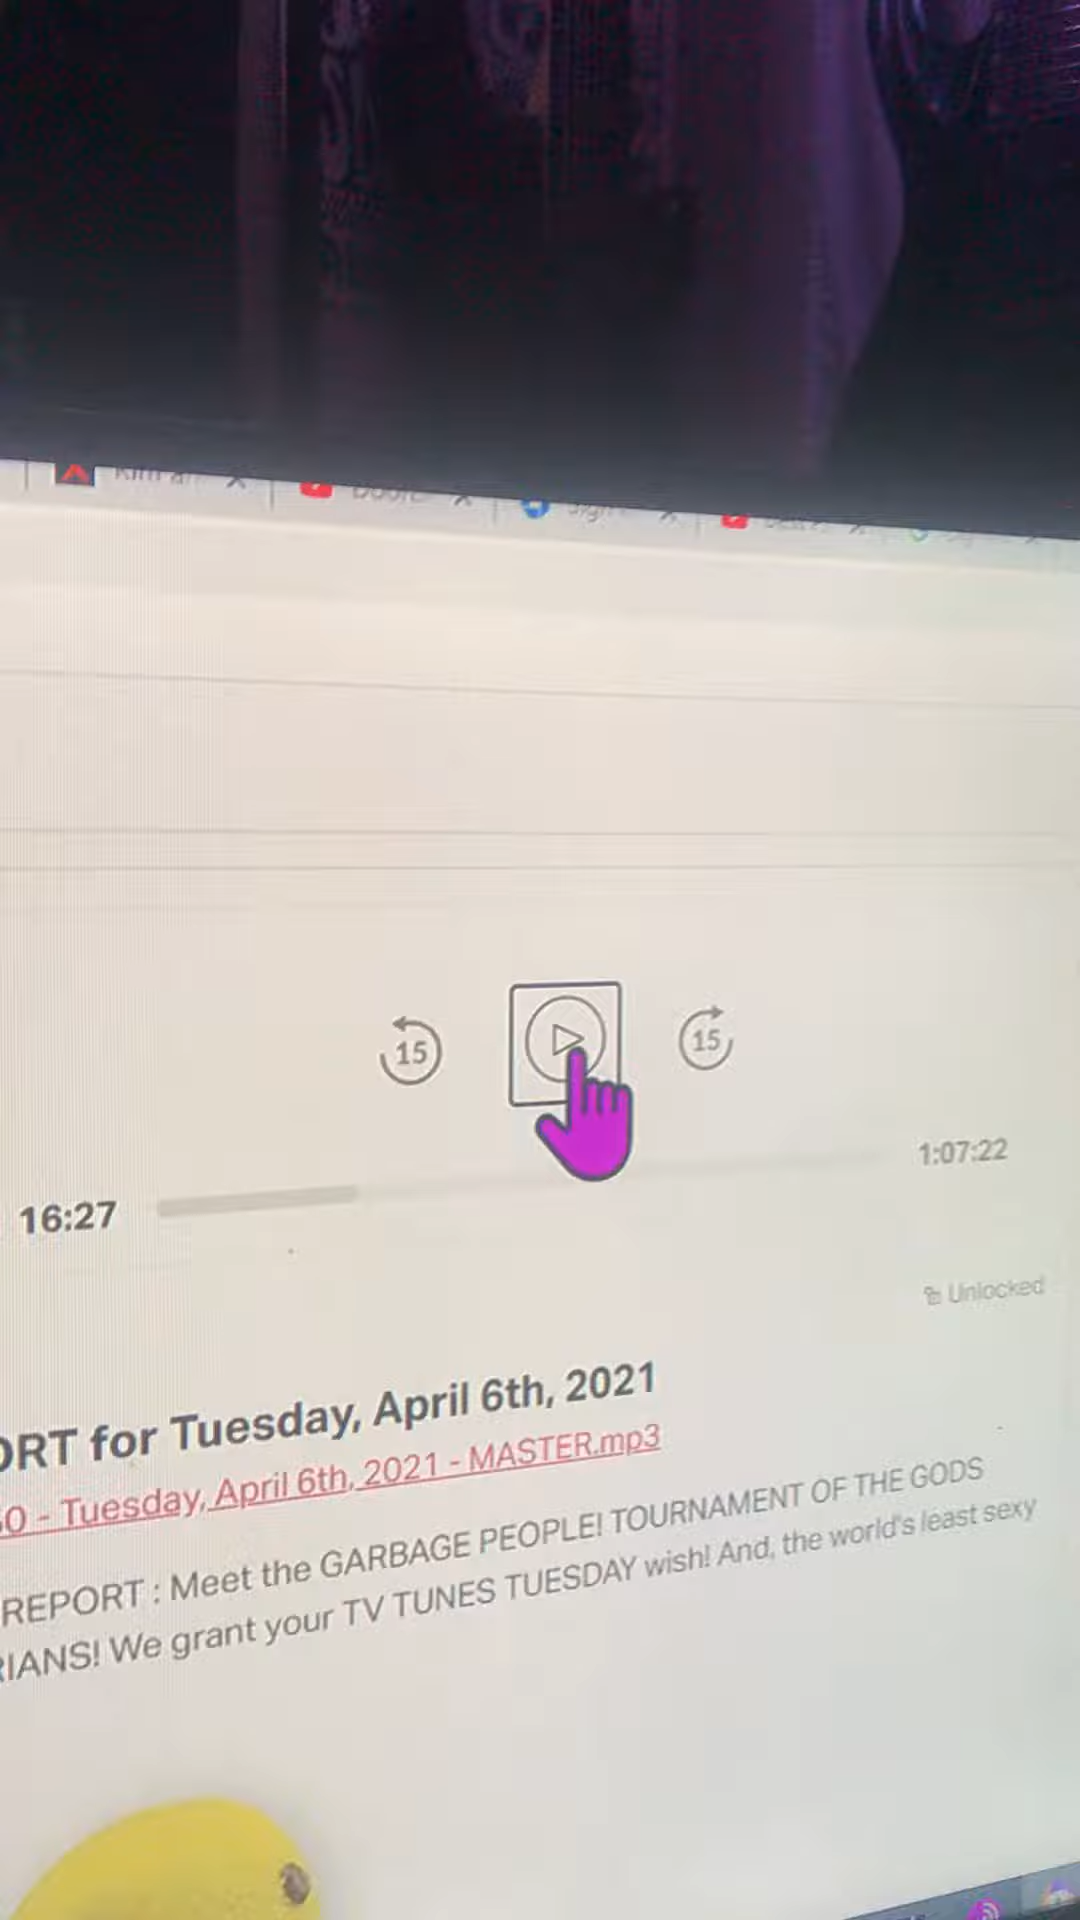 15
15
16:27
1:07:22
Unlocked
ORT for Tuesday, April 6th, 2021
0 - Tuesday, April 6th, 2021 - MASTER.mp3
REPORT : Meet the GARBAGE PEOPLE! TOURNAMENT OF THE GODS
RIANS! We grant your TV TUNES TUESDAY wish! And, the world's least sexy